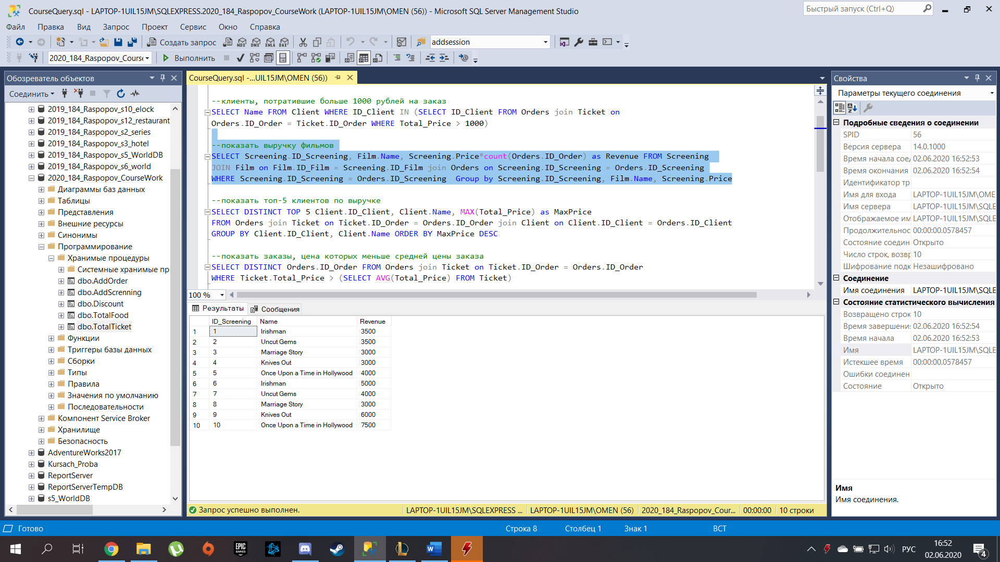 CourseQuery.sql - LAPTOP-1UIL15JM\SQLEXPRESS.2020_184_Raspopov_CourseWork (LAPTOP-1UIL15JM\OMEN (56)) - Microsoft SQL Server Management Studio
Быстрый запуск (Ctrl+Q)
Файл Правка Вид Запрос Проект Сервис Окно Справка
Создать запрос
MDX DMX XMLA DAX
addsession
2020_184_Raspopov_Course
Выполнить
Обозреватель объектов
Соединить
2019_184_Raspopov_s10_elock
2019_184_Raspopov_s12_restaurant
2019_184_Raspopov_s2_series
2019_184_Raspopov_s3_hotel
2019_184_Raspopov_s5_WorldDB
2019_184_Raspopov_s6_world
2020_184_Raspopov_CourseWork
Диаграммы баз данных
Таблицы
Представления
Внешние ресурсы
Синонимы
Программирование
Хранимые процедуры
Системные хранимые пр
dbo.AddOrder
dbo.AddScrenning
dbo.Discount
dbo.TotalFood
dbo.TotalTicket
Функции
Триггеры базы данных
Сборки
Типы
Правила
Значения по умолчанию
Последовательности
Компонент Service Broker
Хранилище
Безопасность
AdventureWorks2017
Kursach_Proba
ReportServer
ReportServerTempDB
s5_WorldDB
CourseQuery.sql -...UIL15JM\OMEN (56))
--клиенты, потратившие больше 1000 рублей на заказ
SELECT Name FROM Client WHERE ID_Client IN (SELECT ID_Client FROM Orders join Ticket on
Orders.ID_Order = Ticket.ID_Order WHERE Total_Price > 1000)
--показать выручку фильмов
SELECT Screening.ID_Screening, Film.Name, Screening.Price*count(Orders.ID_Order) as Revenue FROM Screening
JOIN Film on Film.ID_Film = Screening.ID_Film join Orders on Screening.ID_Screening = Orders.ID_Screening
WHERE Screening.ID_Screening = Orders.ID_Screening  Group by Screening.ID_Screening, Film.Name, Screening.Price
--показать топ-5 клиентов по выручке
SELECT DISTINCT TOP 5 Client.ID_Client, Client.Name, MAX(Total_Price) as MaxPrice
FROM Orders join Ticket on Ticket.ID_Order = Orders.ID_Order join Client on Client.ID_Client = Orders.ID_Client
GROUP BY Client.ID_Client, Client.Name ORDER BY MaxPrice DESC
--показать заказы, цена которых меньше средней цены заказа
SELECT DISTINCT Orders.ID_Order FROM Orders join Ticket on Ticket.ID_Order = Orders.ID_Order
WHERE Ticket.Total_Price > (SELECT AVG(Total_Price) FROM Ticket)
100 %
Результаты Сообщения
ID_Screening Name Revenue
1 1 Irishman 3500
2 2 Uncut Gems 3500
3 3 Marriage Story 3000
4 4 Knives Out 3000
5 5 Once Upon a Time in Hollywood 4000
6 6 Irishman 5000
7 7 Uncut Gems 4000
8 8 Marriage Story 3000
9 9 Knives Out 6000
10 10 Once Upon a Time in Hollywood 7500
Запрос успешно выполнен. LAPTOP-1UIL15JM\SQLEXPRESS ... LAPTOP-1UIL15JM\OMEN (56) 2020_184_Raspopov_Cour... 00:00:00 10 строки
Свойства
Параметры текущего соединения
Подробные сведения о соединении
SPID 56
Версия сервера 14.0.1000
Время начала соед 02.06.2020 16:52:53
Время окончания 02.06.2020 16:52:54
Идентификатор тр
Имя для входа LAPTOP-1UIL15JM\OME
Имя сервера LAPTOP-1UIL15JM\SQLE
Отображаемое им LAPTOP-1UIL15JM\SQLE
Продолжительнос 00:00:00.0578457
Состояние соедин Открыто
Число строк, возвр 10
Шифрование подк Незашифровано
Соединение
Имя соединения LAPTOP-1UIL15JM\SQLE
Состояние статистического вычисления
Возвращено строк 10
Время завершени 02.06.2020 16:52:54
Время начала 02.06.2020 16:52:53
Имя LAPTOP-1UIL15JM\SQLE
Истекшее время 00:00:00.0578457
Ошибки соединен
Состояние Открыто
Имя
Имя соединения.
Готово Строка 8 Столбец 1 Знак 1 ВСТ
EPIC GAMES
РУС
16:52
02.06.2020
4